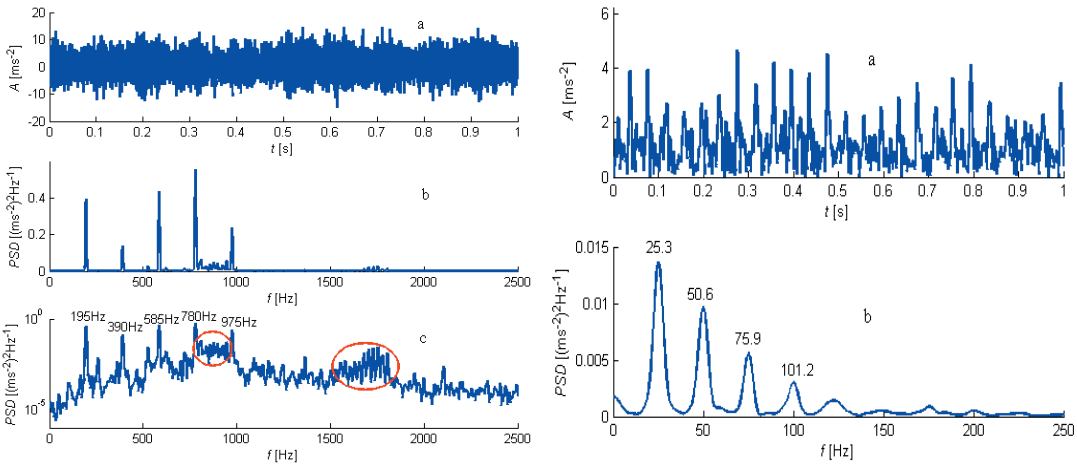 a
A [ms⁻²]
20
10
0
-10
-20
0 0.1 0.2 0.3 0.4 0.5 0.6 0.7 0.8 0.9 1
t [s]
b
PSD [(ms⁻²)²Hz⁻¹]
0.4
0.2
0
0 500 1000 1500 2000 2500
f [Hz]
c
PSD [(ms⁻²)²Hz⁻¹]
10⁰
10⁻⁵
195Hz 390Hz 585Hz 780Hz 975Hz
0 500 1000 1500 2000 2500
f [Hz]
a
A [ms⁻²]
6
4
2
0
0 0.1 0.2 0.3 0.4 0.5 0.6 0.7 0.8 0.9 1
t [s]
b
PSD [(ms⁻²)²Hz⁻¹]
0.015
0.01
0.005
0
25.3
50.6
75.9
101.2
0 50 100 150 200 250
f [Hz]